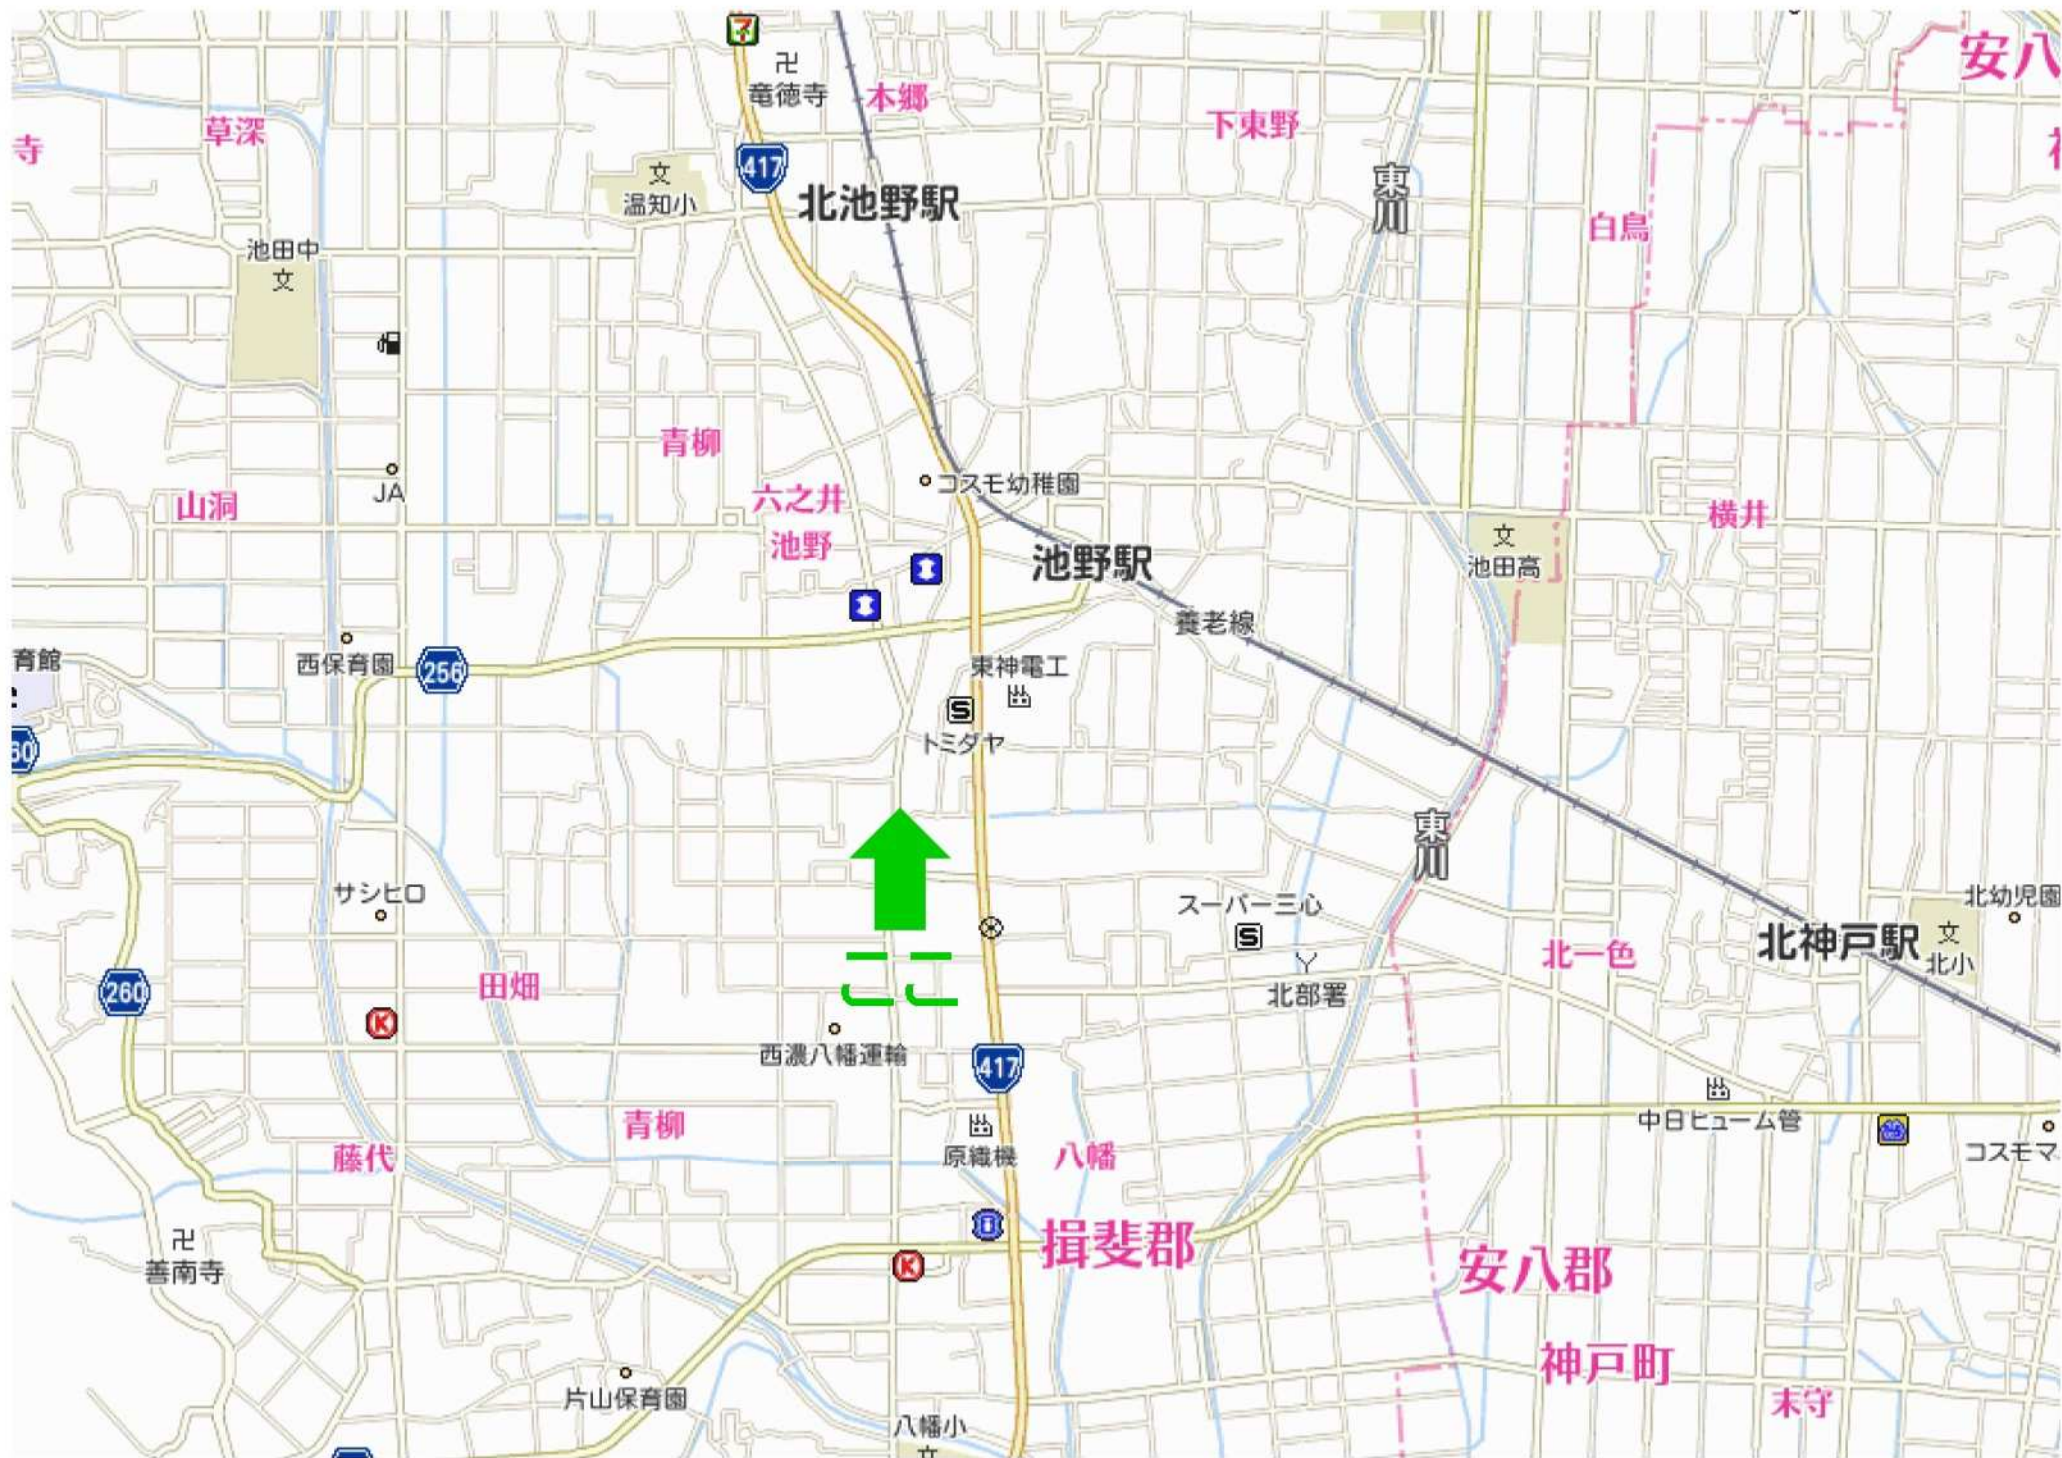 安八
竜徳寺
本郷
下東野
草深
寺
417
温知小
文
北池野駅
東川
白鳥
池田中
文
青柳
コスモ幼稚園
JA
山洞
六之井
池野
横井
文
池田高
池野駅
養老線
育館
西保育園
256
東神電工
S
トミダヤ
60
東川
サシヒロ
スーパー三心
S
北幼児園
北神戸駅
文
北小
北一色
260
田畑
北部署
K
西濃八幡運輸
417
中日ヒューム管
青柳
原織機
八幡
藤代
コスモマ
卍
善南寺
揖斐郡
K
安八郡
神戸町
片山保育園
末守
八幡小
文